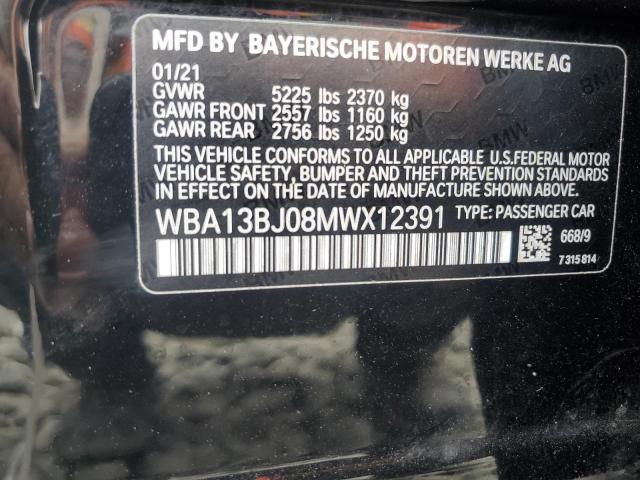 MFD BY BAYERISCHE MOTOREN WERKE AG
01/21
GVWR 5225 lbs 2370 kg
GAWR FRONT 2557 lbs 1160 kg
GAWR REAR 2756 lbs 1250 kg
THIS VEHICLE CONFORMS TO ALL APPLICABLE U.S.FEDERAL MOTOR
VEHICLE SAFETY, BUMPER AND THEFT PREVENTION STANDARDS
IN EFFECT ON THE DATE OF MANUFACTURE SHOWN ABOVE.
WBA13BJ08MWX12391 TYPE: PASSENGER CAR
668/9
7315814